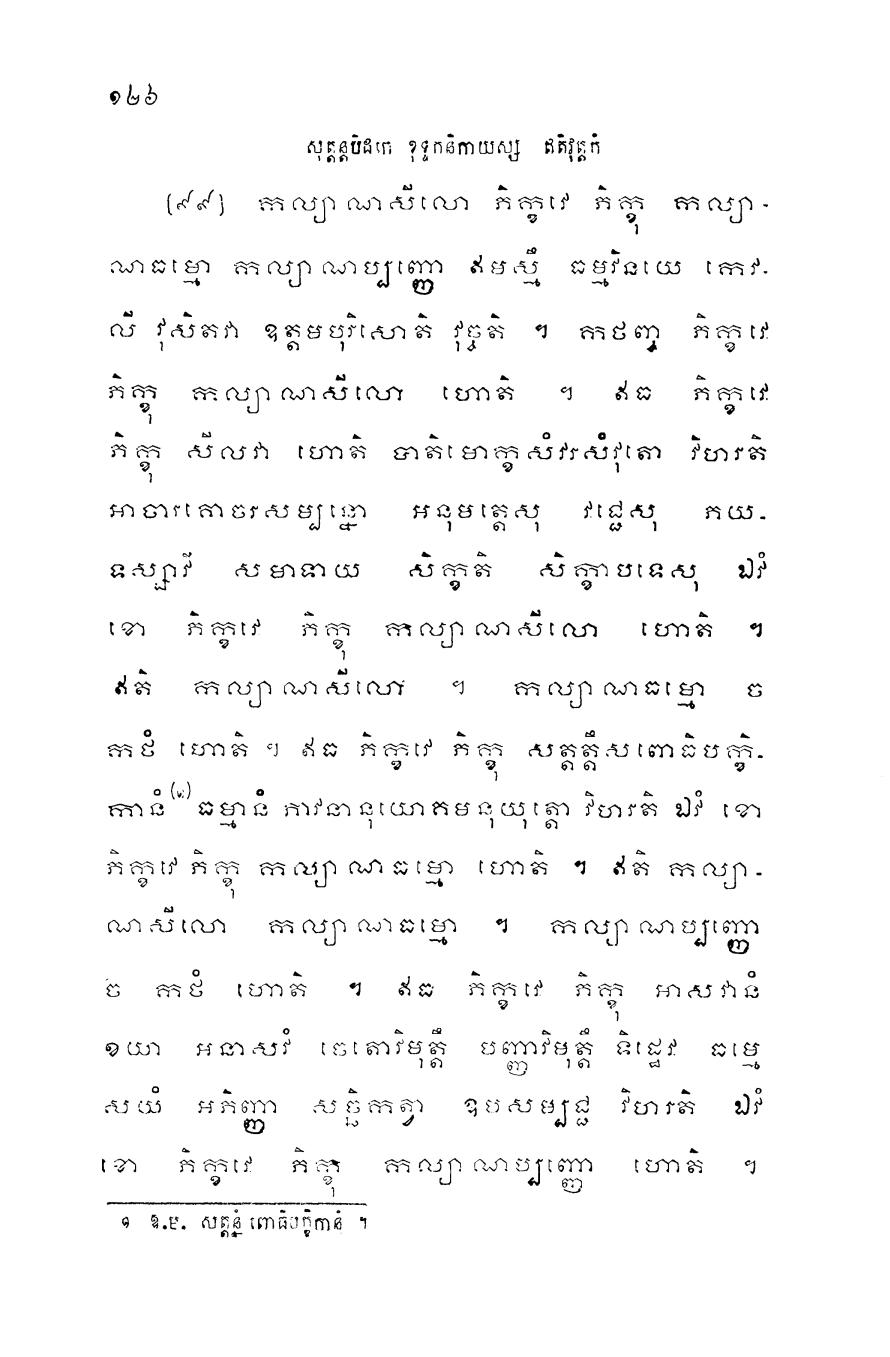 ១២៦
សុត្តន្តបិដកេ ខុទ្ទកនិកាយស្ស ឥតិវុត្តកំ
(៩៩) កល្យាណសីលោ ភិក្ខវេ ភិក្ខុ កល្យា-
ណធម្មោ កល្យាណប្បញ្ញោ ឥមស្មឹ ធម្មវិនយេ កេវ-
លី វុសិតវា ឧត្តមបុរិសោតិ វុច្ចតិ ។ កថញ្ច ភិក្ខវេ
ភិក្ខុ កល្យាណសីលោ ហោតិ ។ ឥធ ភិក្ខវេ
ភិក្ខុ សីលវា ហោតិ បាតិមោក្ខសំវរសំវុតោ វិហរតិ
អាចារគោចរសម្បន្នោ អនុមត្តេសុ វជ្ជេសុ ភយ-
ទស្សាវី សមាទាយ សិក្ខតិ សិក្ខាបទេសុ ឯវំ
ខោ ភិក្ខវេ ភិក្ខុ កល្យាណសីលោ ហោតិ ។
ឥតិ កល្យាណសីលោ ។ កល្យាណធម្មោ ច
កថំ ហោតិ ។ ឥធ ភិក្ខវេ ភិក្ខុ សត្តត្តឹសពោធិបក្ខិ-
កានំ(១) ធម្មានំ ភាវនានុយោគមនុយុត្តោ វិហរតិ ឯវំ ខោ
ភិក្ខវេ ភិក្ខុ កល្យាណធម្មោ ហោតិ ។ ឥតិ កល្យា-
ណសីលោ កល្យាណធម្មោ ។ កល្យាណប្បញ្ញោ
ច កថំ ហោតិ ។ ឥធ ភិក្ខវេ ភិក្ខុ អាសវានំ
ខយា អនាសវំ ចេតោវិមុត្តឹ បញ្ញាវិមុត្តឹ ទិដ្ឋេវ ធម្មេ
សយំ អភិញ្ញា សច្ឆិកត្វា ឧបសម្បជ្ជ វិហរតិ ឯវំ
ខោ ភិក្ខវេ ភិក្ខុ កល្យាណប្បញ្ញោ ហោតិ ។
១ ឱ.ម. សត្តន្នំ ពោធិបក្ខិកានំ ។